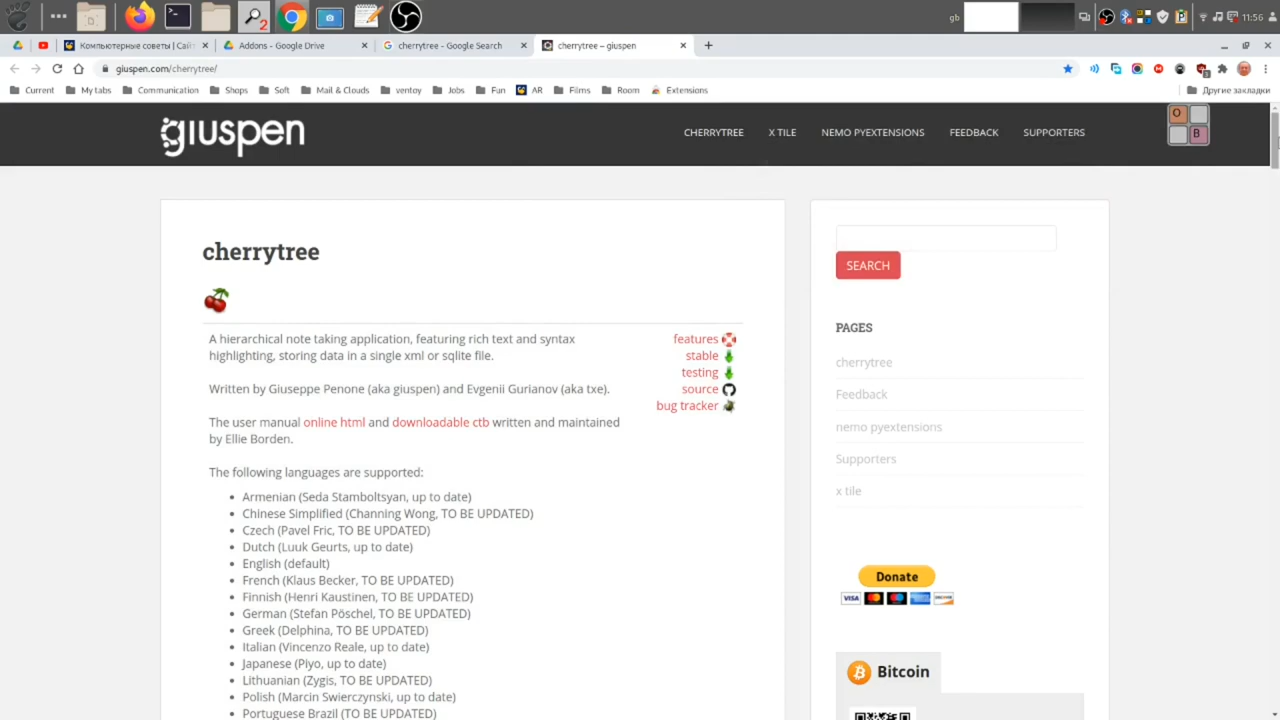 2
gb
11:56
Компьютерные советы | Сай
Addons - Google Drive
cherrytree - Google Search
cherrytree – giuspen
giuspen.com/cherrytree/
Current
My tabs
Communication
Shops
Soft
Mail & Clouds
ventoy
Jobs
Fun
AR
Films
Room
Extensions
Другие закладки
giuspen
CHERRYTREE
X TILE
NEMO PYEXTENSIONS
FEEDBACK
SUPPORTERS
O
B
cherrytree
A hierarchical note taking application, featuring rich text and syntax
highlighting, storing data in a single xml or sqlite file.
Written by Giuseppe Penone (aka giuspen) and Evgenii Gurianov (aka txe).
The user manual online html and downloadable ctb written and maintained
by Ellie Borden.
features
stable
testing
source
bug tracker
The following languages are supported:
Armenian (Seda Stamboltsyan, up to date)
Chinese Simplified (Channing Wong, TO BE UPDATED)
Czech (Pavel Fric, TO BE UPDATED)
Dutch (Luuk Geurts, up to date)
English (default)
French (Klaus Becker, TO BE UPDATED)
Finnish (Henri Kaustinen, TO BE UPDATED)
German (Stefan Pöschel, TO BE UPDATED)
Greek (Delphina, TO BE UPDATED)
Italian (Vincenzo Reale, up to date)
Japanese (Piyo, up to date)
Lithuanian (Zygis, TO BE UPDATED)
Polish (Marcin Swierczynski, up to date)
Portuguese Brazil (TO BE UPDATED)
SEARCH
PAGES
cherrytree
Feedback
nemo pyextensions
Supporters
x tile
Donate
VISA
Bitcoin